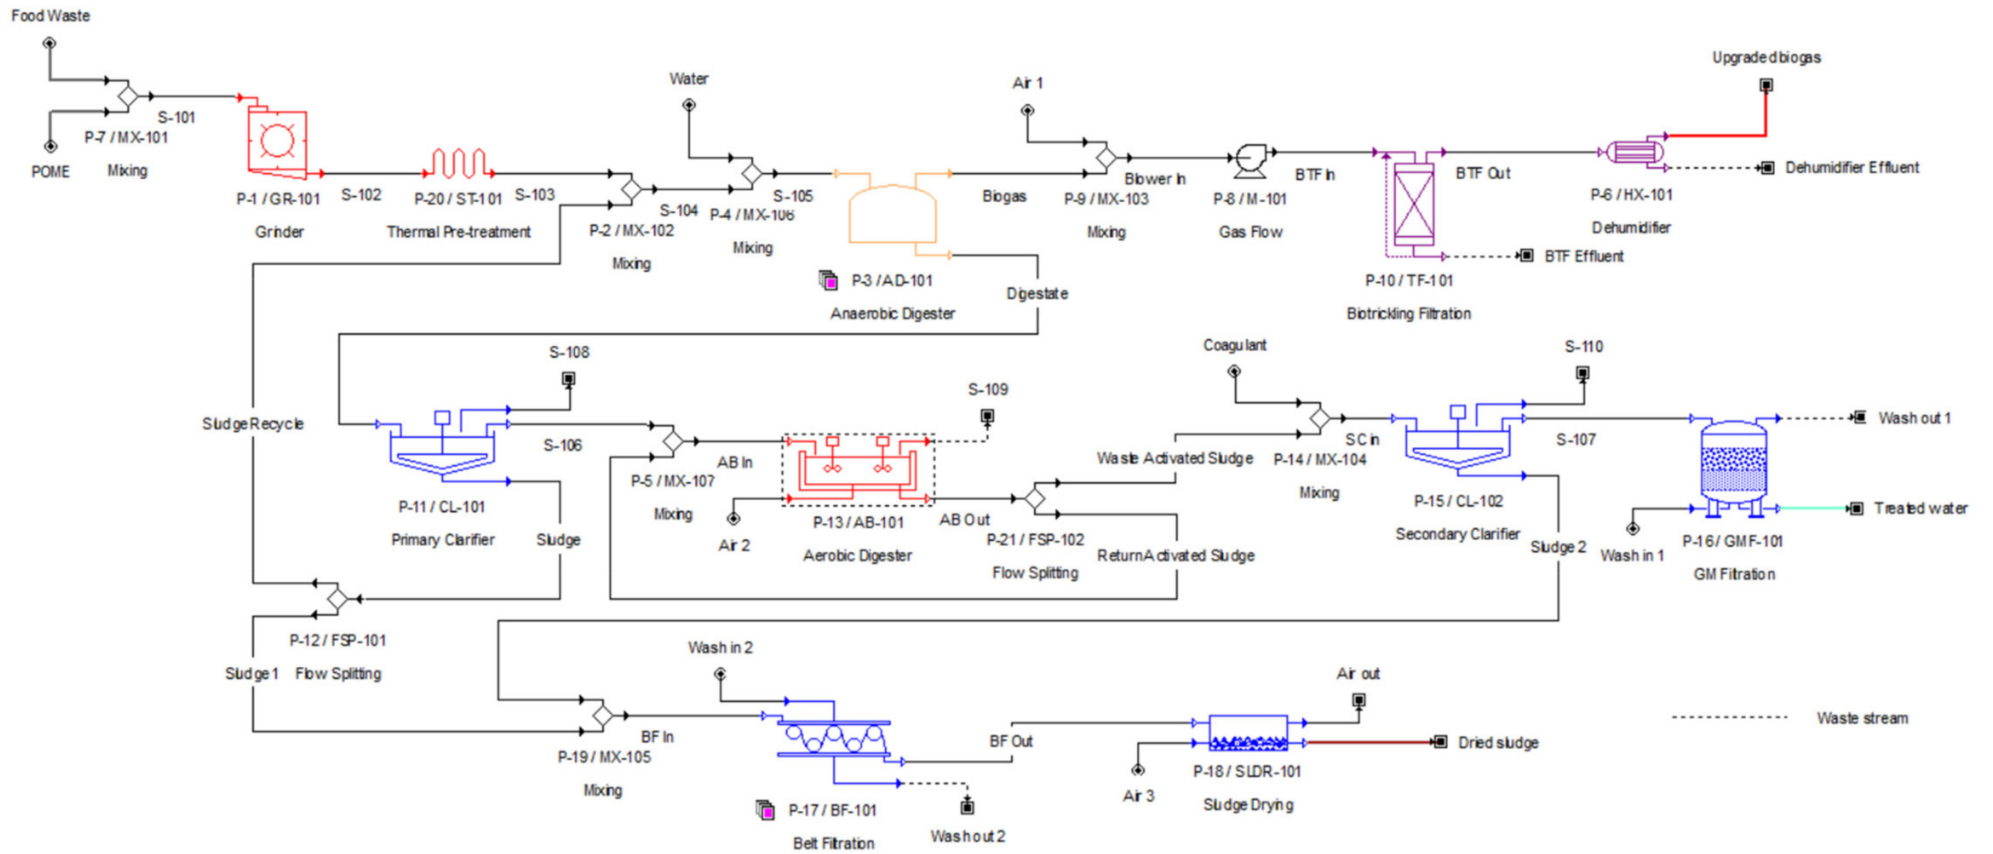 Food Waste
POME
P-7 / MX-101
Mixing
S-101
P-1 / GR-101
Grinder
S-102
P-20 / ST-101
Thermal Pre-treatment
S-103
P-2 / MX-102
Mixing
S-104
Water
P-4 / MX-106
Mixing
S-105
P-3 / AD-101
Anaerobic Digester
Biogas
Digestate
Air 1
P-9 / MX-103
Mixing
Blower In
P-8 / M-101
Gas Flow
BTF In
P-10 / TF-101
Biotrickling Filtration
BTF Out
BTF Effluent
P-6 / HX-101
Dehumidifier
Upgraded biogas
Dehumidifier Effluent
Sludge Recycle
S-108
P-11 / CL-101
Primary Clarifier
S-106
Sludge
P-5 / MX-107
Mixing
AB In
Air 2
S-109
P-13 / AB-101
Aerobic Digester
AB Out
P-21 / FSP-102
Flow Splitting
Waste Activated Sludge
Return Activated Sludge
Coagulant
P-14 / MX-104
Mixing
SC in
S-110
P-15 / CL-102
Secondary Clarifier
S-107
Sludge 2
Wash in 1
P-16 / GMF-101
GM Filtration
Wash out 1
Treated water
P-12 / FSP-101
Flow Splitting
Sludge 1
P-19 / MX-105
Mixing
BF In
Wash in 2
P-17 / BF-101
Belt Filtration
Wash out 2
BF Out
Air 3
P-18 / SLDR-101
Sludge Drying
Air out
Dried sludge
Waste stream